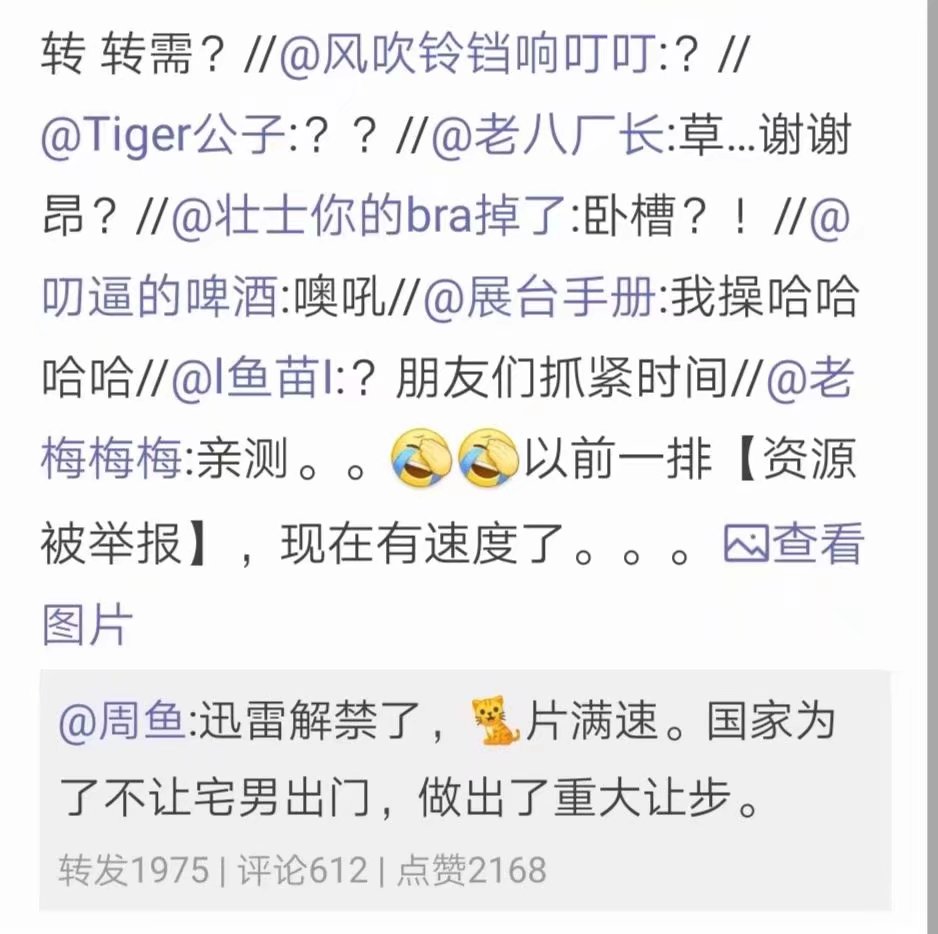 转 转需？//@风吹铃铛响叮叮:？//
@Tiger公子:？？//@老八厂长:草...谢谢
昂？//@壮士你的bra掉了:卧槽？！//@
叨逼的啤酒:噢吼//@展台手册:我操哈哈
哈哈//@l鱼苗l:？朋友们抓紧时间//@老
梅梅梅:亲测。。🤣🤣以前一排【资源
被举报】，现在有速度了。。。查看
图片
@周鱼:迅雷解禁了，🐈片满速。国家为
了不让宅男出门，做出了重大让步。
转发1975 | 评论612 | 点赞2168